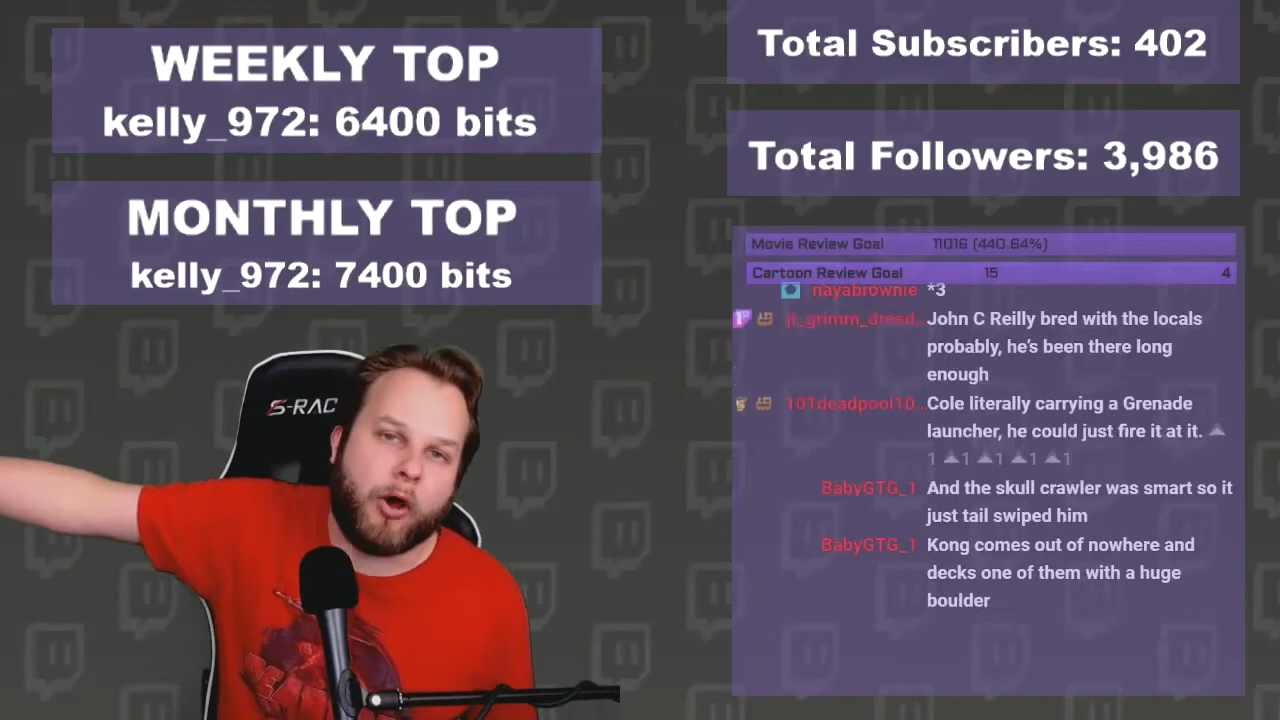 WEEKLY TOP
kelly_972: 6400 bits
MONTHLY TOP
kelly_972: 7400 bits
Total Subscribers: 402
Total Followers: 3,986
Movie Review Goal 11016 (440.64%)
Cartoon Review Goal 15 4
nayabrownie *3
jt_grimm_dresd... John C Reilly bred with the locals
probably, he's been there long
enough
101deadpool10... Cole literally carrying a Grenade
launcher, he could just fire it at it.
1 1 1 1 1
BabyGTG_1 And the skull crawler was smart so it
just tail swiped him
BabyGTG_1 Kong comes out of nowhere and
decks one of them with a huge
boulder
S-RAC